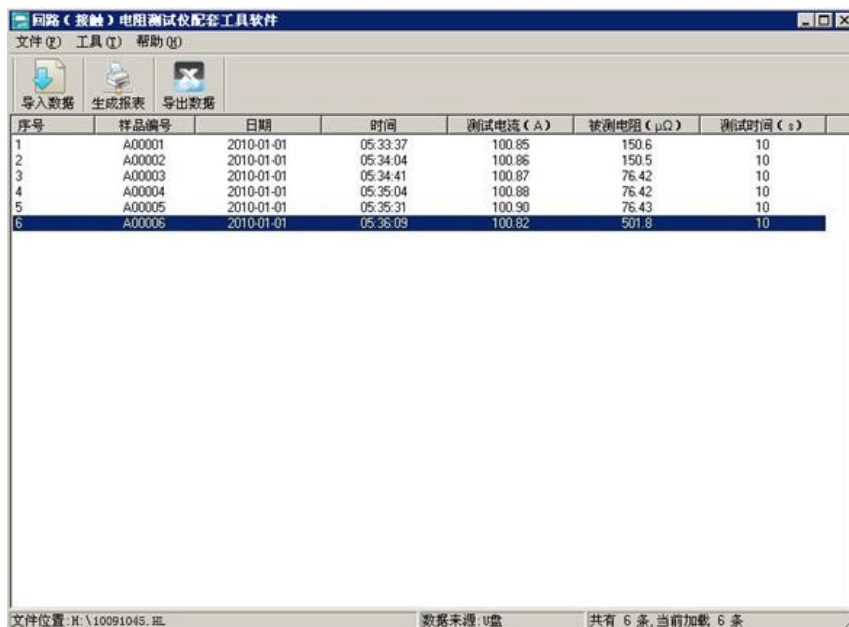 回路（接触）电阻测试仪配套工具软件
文件(F) 工具(T) 帮助(H)
导入数据 生成报表 导出数据
序号 样品编号 日期 时间 测试电流（A） 被测电阻（μΩ） 测试时间（s）
1 A00001 2010-01-01 05:33:37 100.85 150.6 10
2 A00002 2010-01-01 05:34:04 100.86 150.5 10
3 A00003 2010-01-01 05:34:41 100.87 76.42 10
4 A00004 2010-01-01 05:35:04 100.88 76.42 10
5 A00005 2010-01-01 05:35:31 100.90 76.43 10
6 A00006 2010-01-01 05:36:09 100.82 501.8 10
文件位置:M:\10091045.HL 数据来源:U盘 共有 6 条,当前加载 6 条